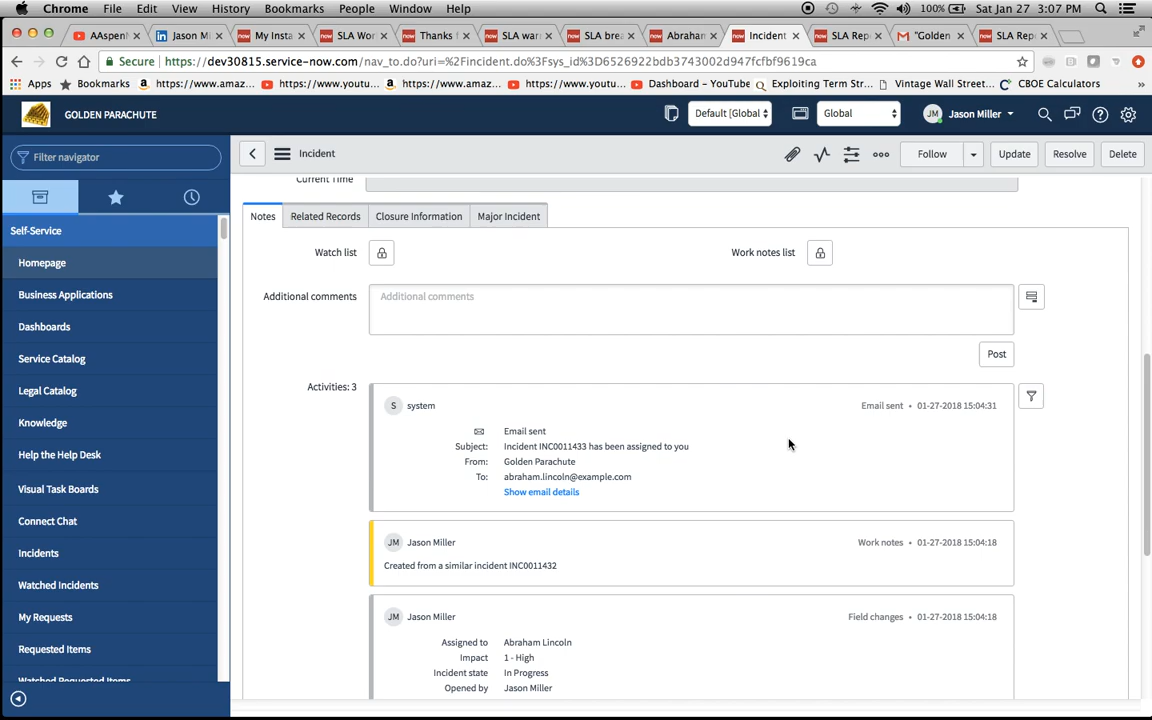 Chrome File Edit View History Bookmarks People Window Help 100% Sat Jan 27 3:07 PM
AAspenl Jason Mi My Insta SLA Wor Thanks f SLA war SLA brea Abrahan Incident SLA Rep "Golden SLA Repo
Secure https://dev30815.service-now.com/nav_to.do?uri=%2Fincident.do%3Fsys_id%3D6526922bdb3743002d947fcfbf9619ca
Apps Bookmarks https://www.amaz... https://www.youtu... https://www.amaz... https://www.youtu... Dashboard – YouTube Exploiting Term Str... Vintage Wall Street... CBOE Calculators »
GOLDEN PARACHUTE Default [Global Global JM Jason Miller
Filter navigator
Incident Follow Update Resolve Delete
Current Time
Notes Related Records Closure Information Major Incident
Self-Service
Homepage
Business Applications
Dashboards
Service Catalog
Legal Catalog
Knowledge
Help the Help Desk
Visual Task Boards
Connect Chat
Incidents
Watched Incidents
My Requests
Requested Items
Watched Requested Items
Watch list Work notes list
Additional comments Additional comments
Post
Activities: 3
S system Email sent • 01-27-2018 15:04:31
Email sent
Subject: Incident INC0011433 has been assigned to you
From: Golden Parachute
To: abraham.lincoln@example.com
Show email details
JM Jason Miller Work notes • 01-27-2018 15:04:18
Created from a similar incident INC0011432
JM Jason Miller Field changes • 01-27-2018 15:04:18
Assigned to Abraham Lincoln
Impact 1 - High
Incident state In Progress
Opened by Jason Miller